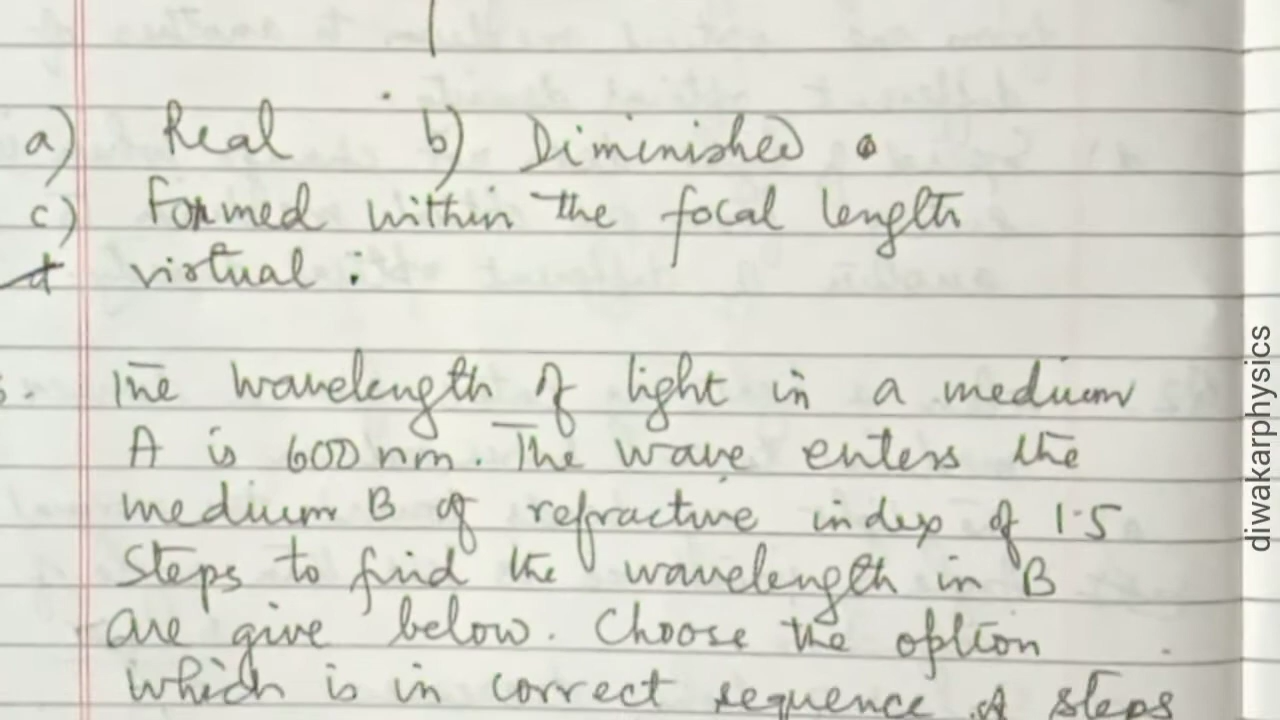 a) Real b) Diminished
c) Formed within the focal length
d virtual :
The wavelength of light in a medium
A is 600 nm. The wave enters the
medium B of refractive index of 1.5
Steps to find the wavelength in B
are give below. Choose the option
which is in correct sequence of steps
diwakarphysics